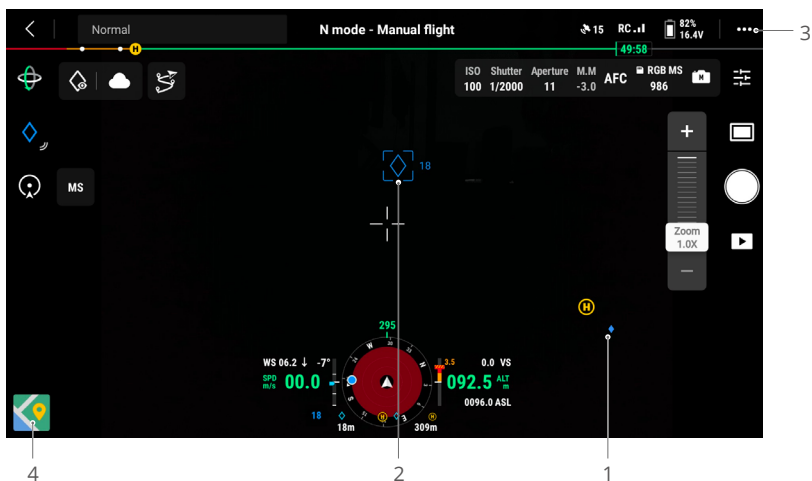 Normal
N mode - Manual flight
15
RC
82%
16.4V
3
H
49:58
ISO Shutter Aperture M.M AFC RGB MS
100 1/2000 11 -3.0 986
M
18
MS
+
Zoom
1.0X
−
H
295
WS 06.2 ↓ -7°
3.5 0.0 VS
SPD
m/s 00.0
092.5 ALT
m
0096.0 ASL
W 30 N
24
S
E
H
18
18m
H
309m
4
2
1